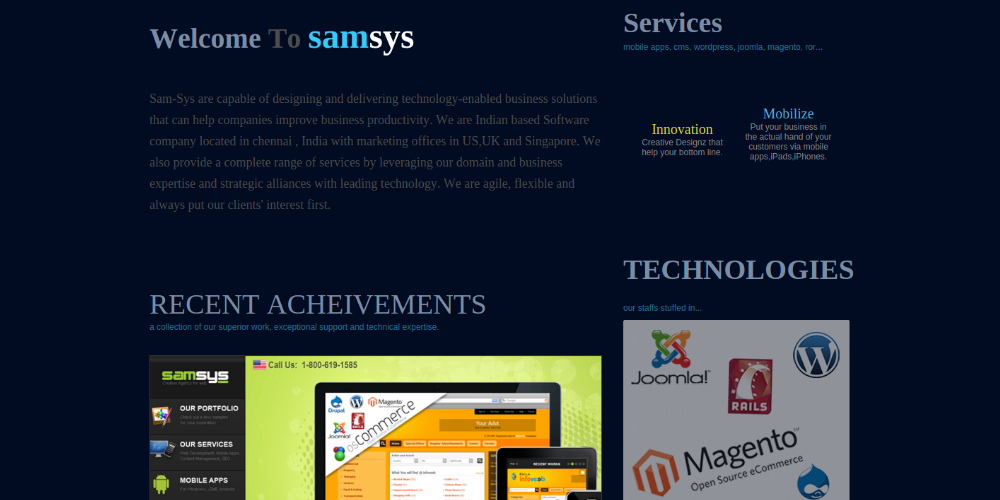 Welcome To samsys
Sam-Sys are capable of designing and delivering technology-enabled business solutions
that can help companies improve business productivity. We are Indian based Software
company located in chennai , India with marketing offices in US,UK and Singapore. We
also provide a complete range of services by leveraging our domain and business
expertise and strategic alliances with leading technology. We are agile, flexible and
always put our clients' interest first.
RECENT ACHEIVEMENTS
a collection of our superior work, exceptional support and technical expertise.
samsys
Call Us: 1-800-619-1585
OUR PORTFOLIO
OUR SERVICES
MOBILE APPS
Drupal
Magento
Joomla!
RAILS
oscommerce
Your Ads
RECENT WORKS
Services
mobile apps, cms, wordpress, joomla, magento, ror...
Innovation
Creative Designz that
help your bottom line.
Mobilize
Put your business in
the actual hand of your
customers via mobile
apps,iPads,iPhones.
TECHNOLOGIES
our staffs stuffed in...
Joomla!
RAILS
Magento™
Open Source eCommerce